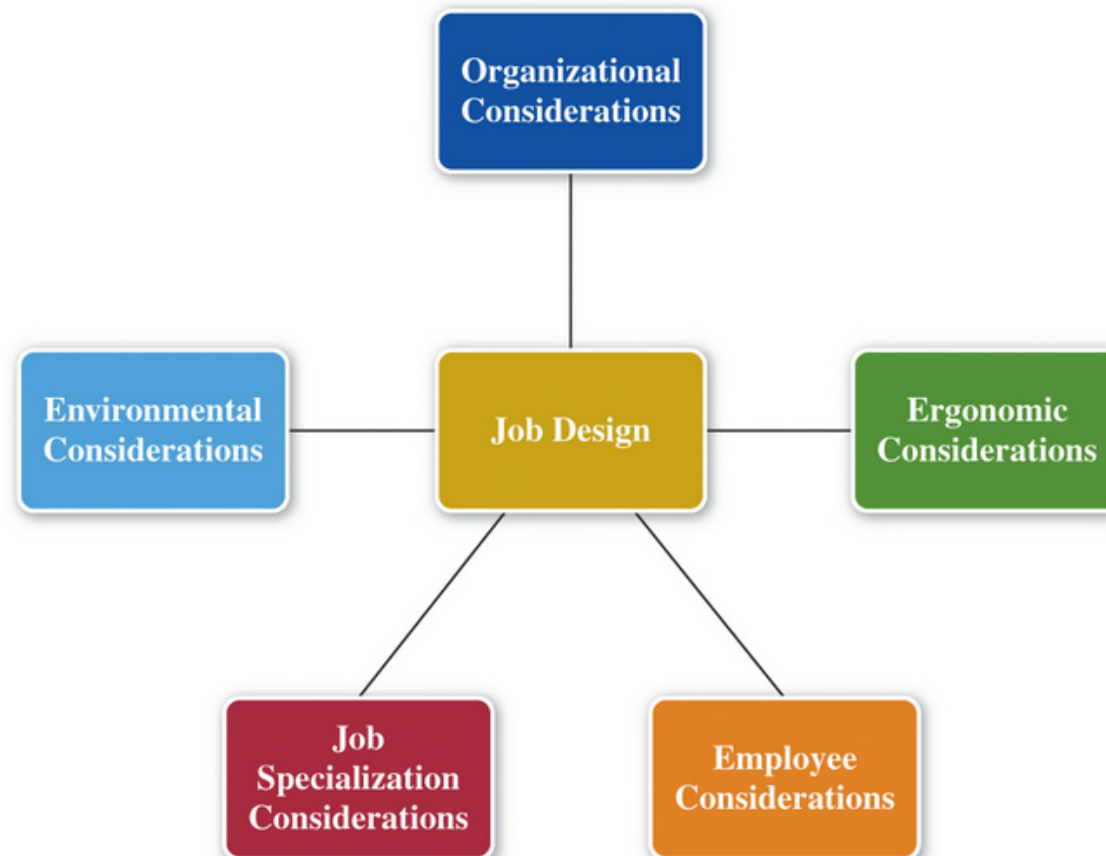 Organizational
Considerations
Environmental
Considerations
Job Design
Ergonomic
Considerations
Job
Specialization
Considerations
Employee
Considerations